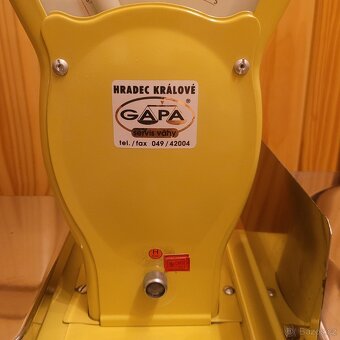 HRADEC KRÁLOVÉ
GAPA ®
servis váhy
tel./fax 049/42004